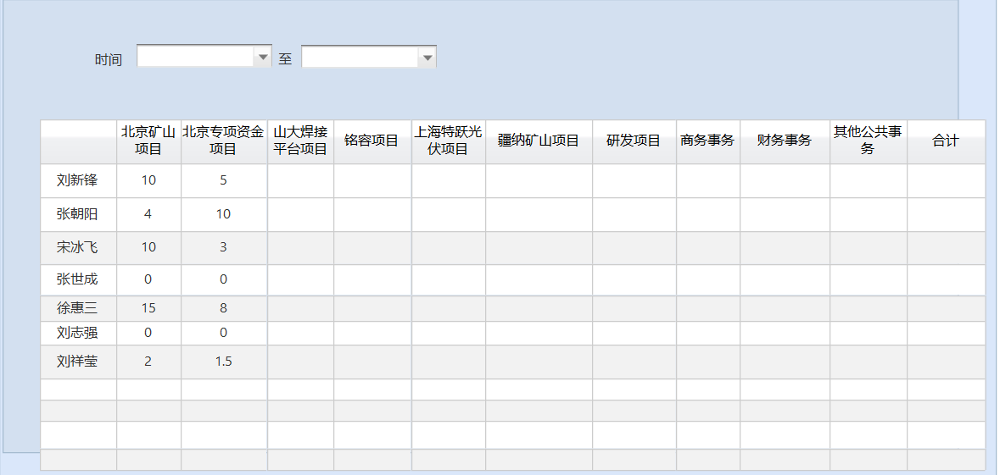 时间 至
北京矿山项目 北京专项资金项目 山大焊接平台项目 铭容项目 上海特跃光伏项目 疆纳矿山项目 研发项目 商务事务 财务事务 其他公共事务 合计
刘新锋 10 5
张朝阳 4 10
宋冰飞 10 3
张世成 0 0
徐惠三 15 8
刘志强 0 0
刘祥莹 2 1.5